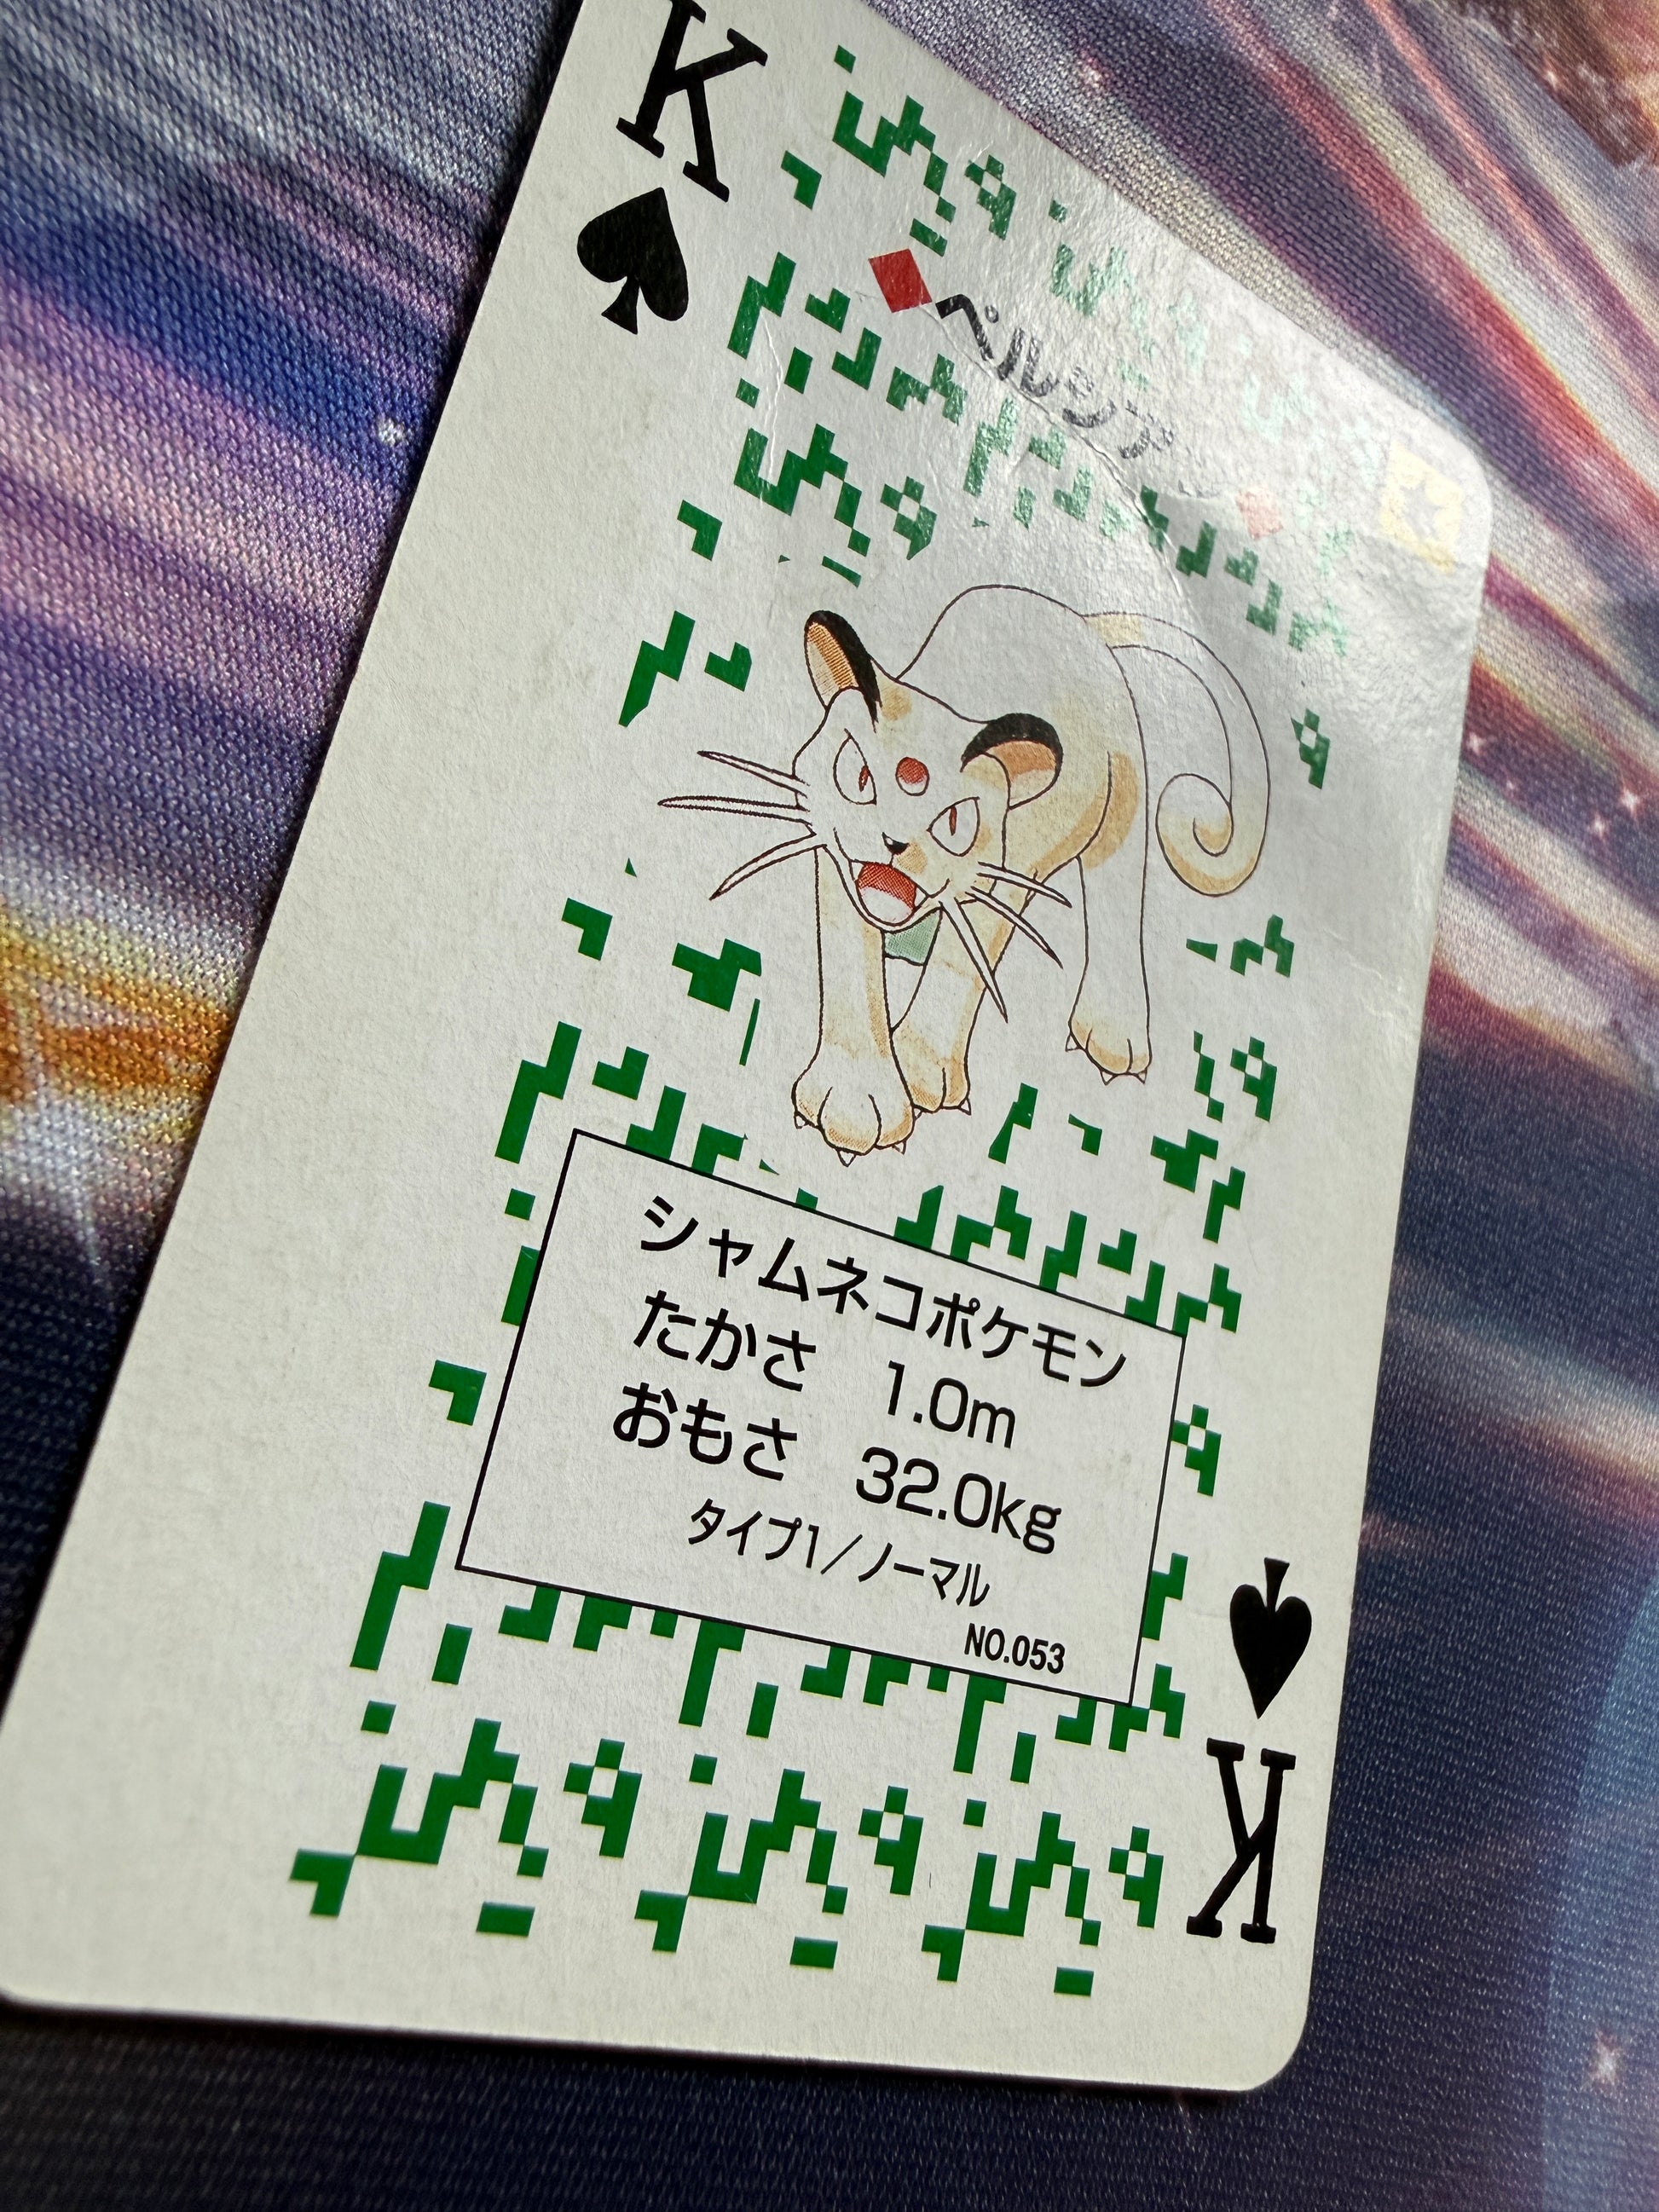 K
ペルシアン
シャムネコポケモン
たかさ 1.0m
おもさ 32.0kg
タイプ1／ノーマル
NO.053
K